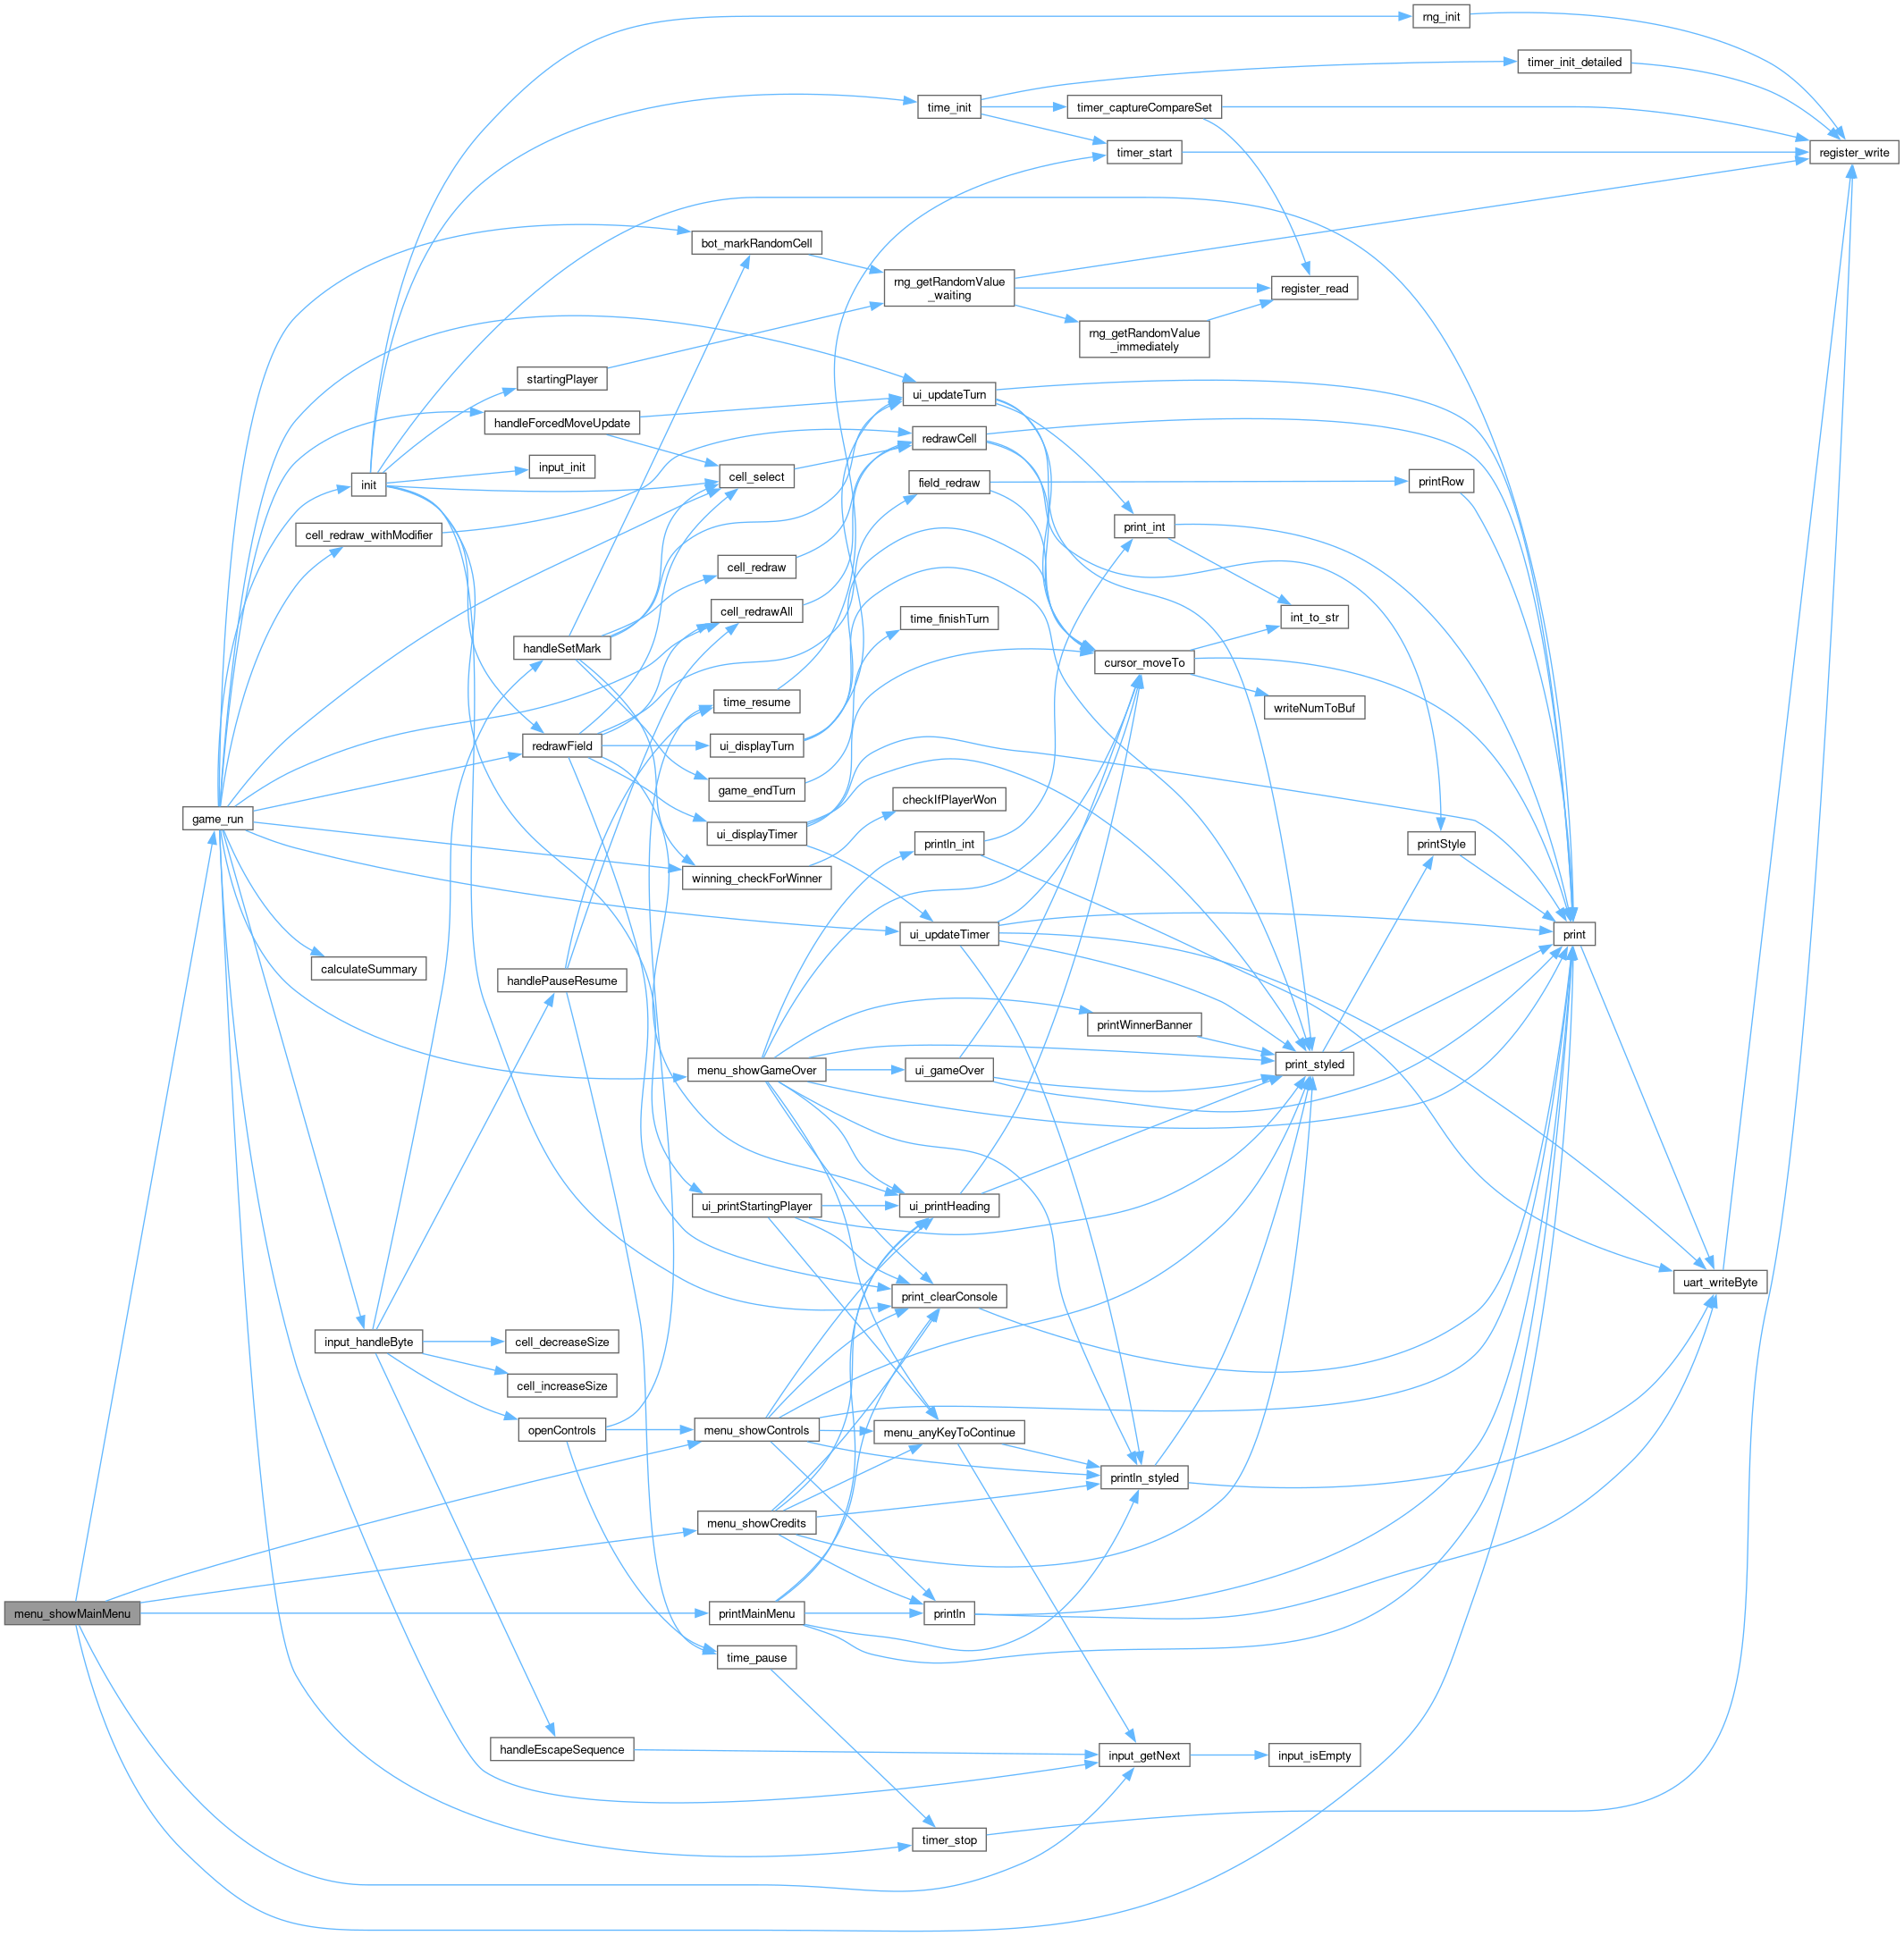 rng_init
timer_init_detailed
time_init
timer_captureCompareSet
timer_start
register_write
bot_markRandomCell
rng_getRandomValue
_waiting
register_read
rng_getRandomValue
_immediately
startingPlayer
ui_updateTurn
handleForcedMoveUpdate
redrawCell
input_init
cell_select
init
field_redraw
printRow
cell_redraw_withModifier
print_int
cell_redraw
cell_redrawAll
time_finishTurn
int_to_str
handleSetMark
cursor_moveTo
time_resume
writeNumToBuf
redrawField
ui_displayTurn
game_endTurn
checkIfPlayerWon
game_run
ui_displayTimer
println_int
printStyle
winning_checkForWinner
ui_updateTimer
print
calculateSummary
handlePauseResume
printWinnerBanner
menu_showGameOver
ui_gameOver
print_styled
ui_printStartingPlayer
ui_printHeading
uart_writeByte
print_clearConsole
input_handleByte
cell_decreaseSize
cell_increaseSize
openControls
menu_showControls
menu_anyKeyToContinue
println_styled
menu_showCredits
menu_showMainMenu
printMainMenu
println
time_pause
handleEscapeSequence
input_getNext
input_isEmpty
timer_stop